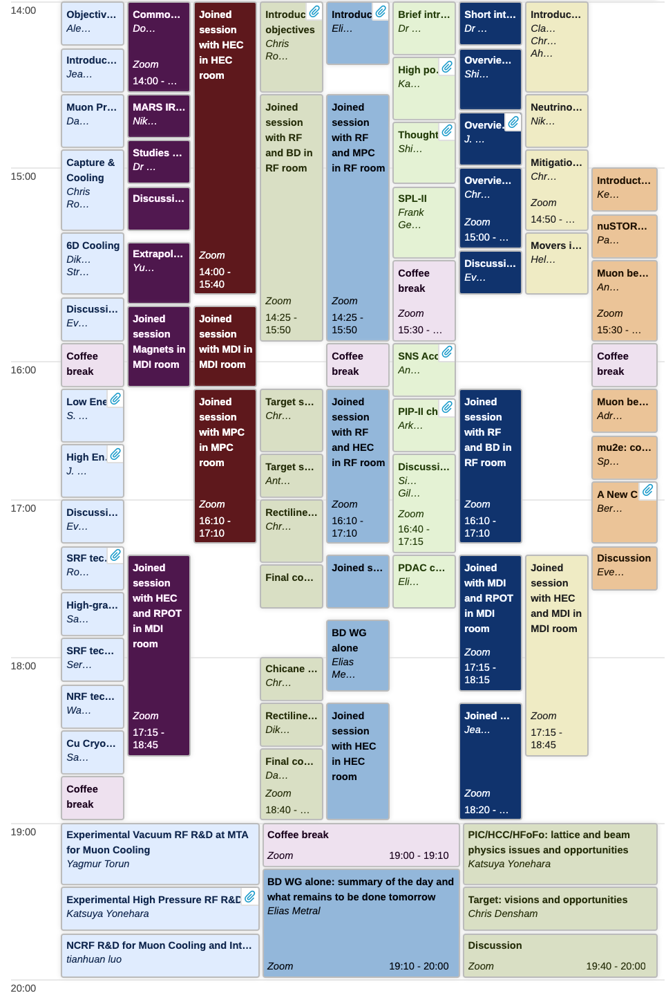 14:00
15:00
16:00
17:00
18:00
19:00
20:00
Objectiv...
Ale...
Introduc...
Jea...
Muon Pr...
Da...
Capture &
Cooling
Chris
Ro...
6D Cooling
Dik...
Str...
Discussi...
Ev...
Coffee
break
Low Ene
S. ...
High En.
J. ...
Discussi...
Ev...
SRF tec.
Ro...
High-gra...
Sa...
SRF tec...
Ser...
NRF tec...
Wa...
Cu Cryo...
Sa...
Coffee
break
Commo...
Do...
Zoom
14:00 - ...
MARS IR...
Nik...
Studies ...
Dr ...
Discussi...
Extrapol...
Yu...
Joined
session
Magnets in
MDI room
Joined
session
with HEC
and RPOT
in MDI
room
Zoom
17:15 -
18:45
Joined
session
with HEC
in HEC
room
Zoom
14:00 -
15:40
Joined
session
with MDI in
MDI room
Joined
session
with MPC
in MPC
room
Zoom
16:10 -
17:10
Introduc
objectives
Chris
Ro...
Joined
session
with RF
and BD in
RF room
Zoom
14:25 -
15:50
Target s...
Chr...
Target s...
Ant...
Rectiline...
Chr...
Final co...
Chicane ...
Chr...
Rectiline...
Dik...
Final co...
Da...
Zoom
18:40 - ...
Introduc
Eli...
Joined
session
with RF
and MPC
in RF room
Zoom
14:25 -
15:50
Coffee
break
Joined
session
with RF
and HEC
in RF room
Zoom
16:10 -
17:10
Joined s...
BD WG
alone
Elias
Me...
Joined
session
with HEC
in HEC
room
Brief intr...
Dr ...
High po.
Ka...
Thought
Shi...
SPL-II
Frank
Ge...
Coffee
break
Zoom
15:30 - ...
SNS Acc
An...
PIP-II ch
Ark...
Discussi...
Si...
Gil...
Zoom
16:40 -
17:15
PDAC c...
Eli...
Short int...
Dr ...
Overvie...
Shi...
Overvie.
J. ...
Overvie...
Chr...
Zoom
15:00 - ...
Discussi...
Ev...
Joined
session
with RF
and BD in
RF room
Zoom
16:10 -
17:10
Joined
with MDI
and RPOT
in MDI
room
Zoom
17:15 -
18:15
Joined ...
Jea...
Zoom
18:20 - ...
Introduc...
Cla...
Chr...
Ah...
Neutrino...
Nik...
Mitigatio...
Chr...
Zoom
14:50 - ...
Movers i...
Hel...
Joined
session
with HEC
and MDI in
MDI room
Zoom
17:15 -
18:45
Introduct...
Ke...
nuSTOR...
Pa...
Muon be...
An...
Zoom
15:30 - ...
Coffee
break
Muon be...
Adr...
mu2e: co...
Sp...
A New C
Ber...
Discussion
Eve...
Experimental Vacuum RF R&D at MTA
for Muon Cooling
Yagmur Torun
Experimental High Pressure RF R&D
Katsuya Yonehara
NCRF R&D for Muon Cooling and Int...
tianhuan luo
Coffee break
Zoom 19:00 - 19:10
BD WG alone: summary of the day and
what remains to be done tomorrow
Elias Metral
Zoom 19:10 - 20:00
PIC/HCC/HFoFo: lattice and beam
physics issues and opportunities
Katsuya Yonehara
Target: visions and opportunities
Chris Densham
Discussion
Zoom 19:40 - 20:00